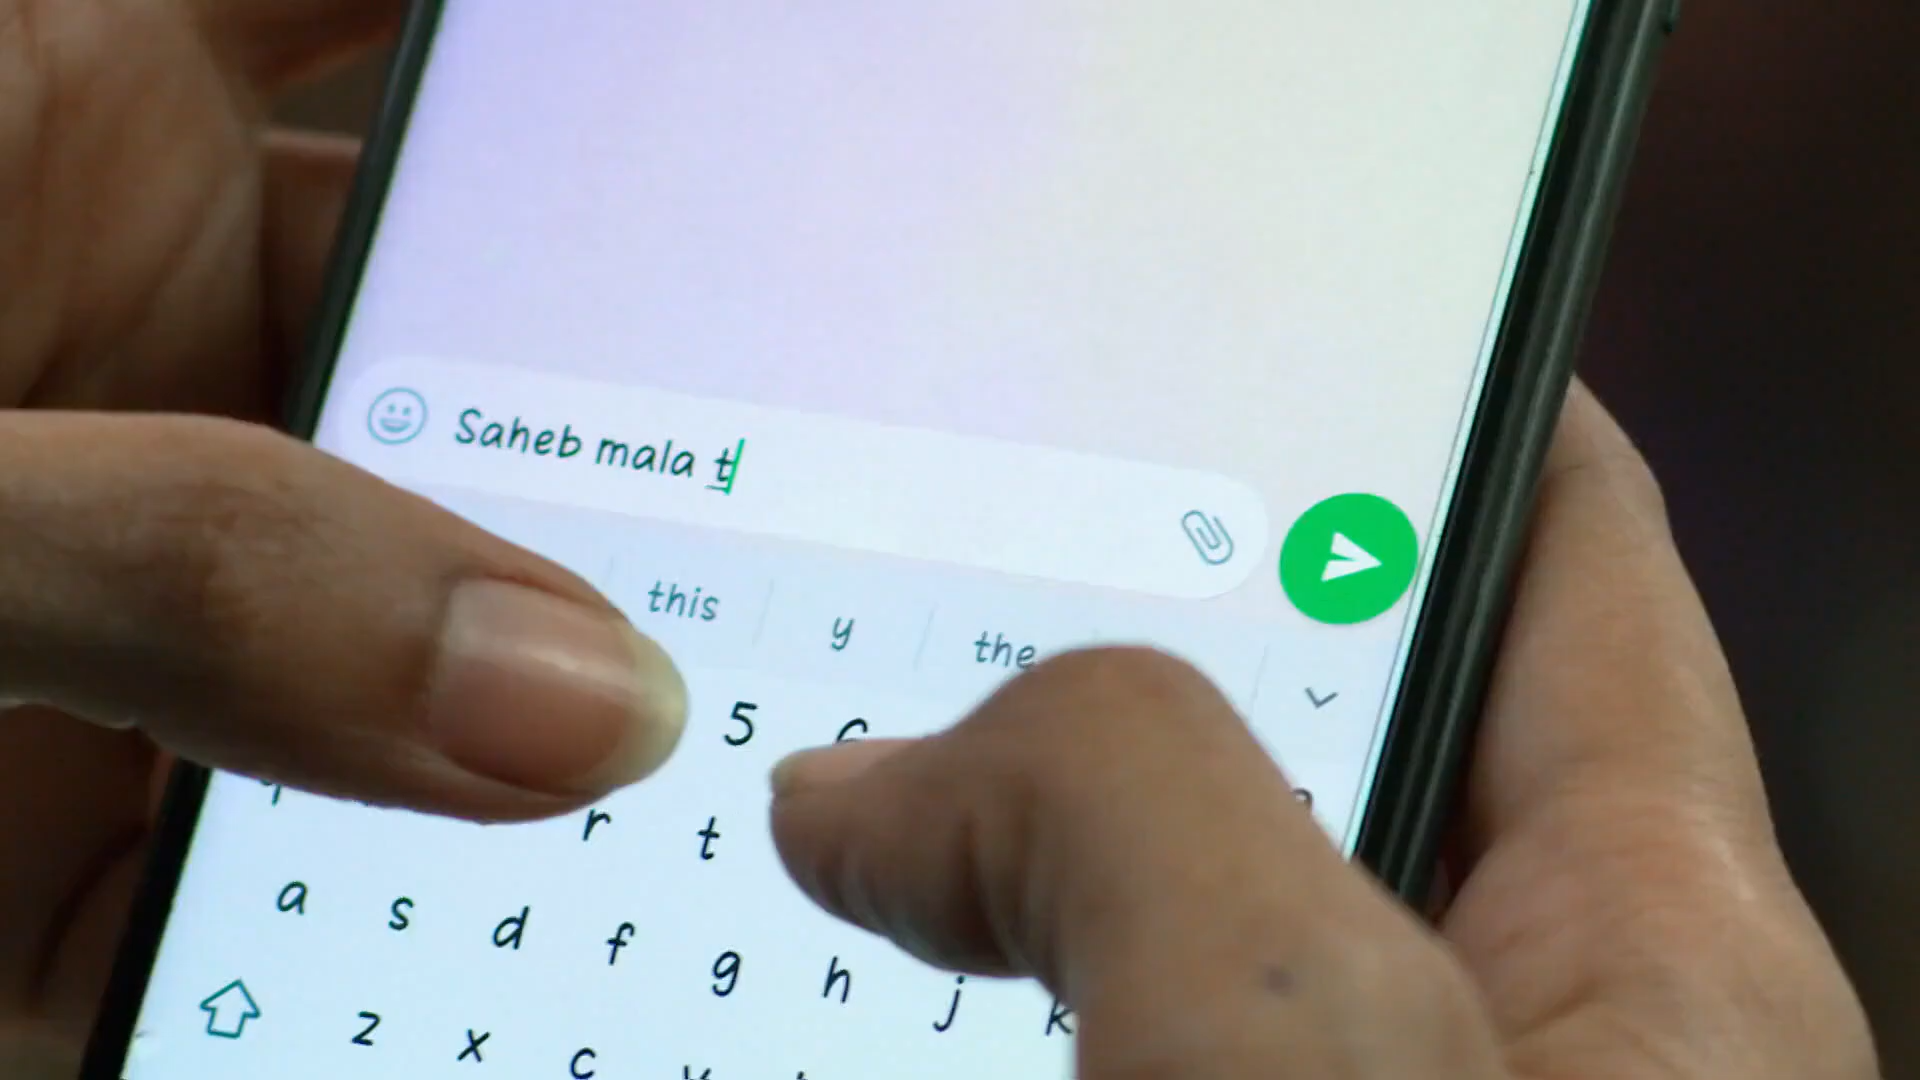 Saheb mala t
this y the
5
r t
a s d f g h j k
z x c